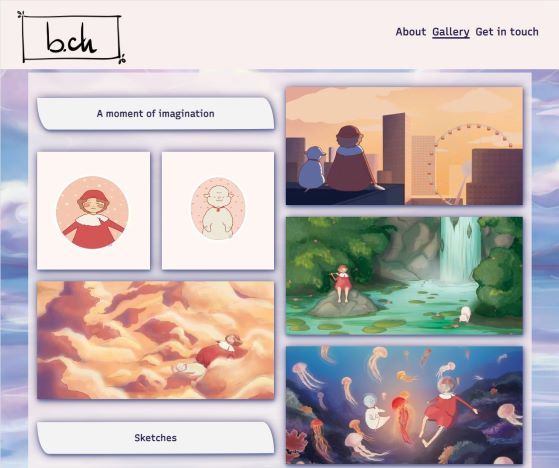 b.ch
About Gallery Get in touch
A moment of imagination
Sketches